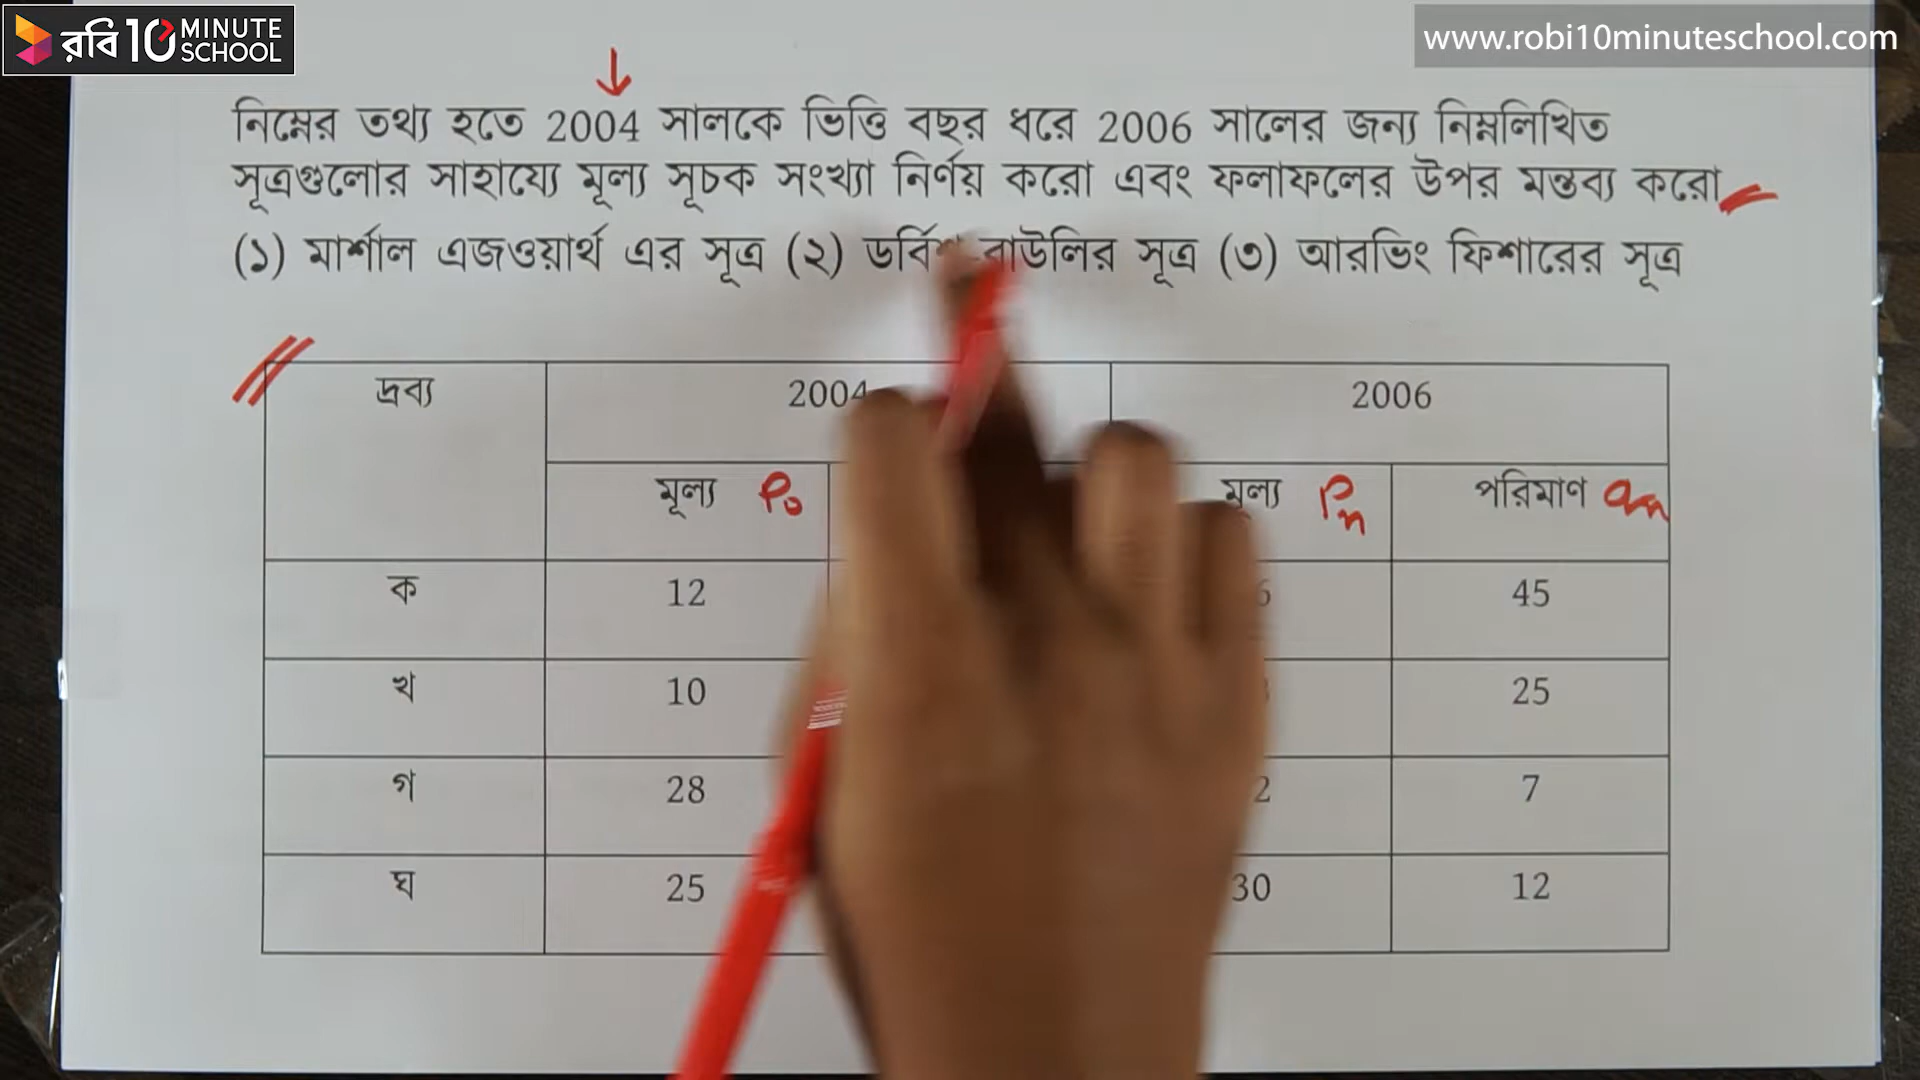 রবি 10 MINUTE SCHOOL
www.robi10minuteschool.com
নিম্নের তথ্য হতে 2004 সালকে ভিত্তি বছর ধরে 2006 সালের জন্য নিম্নলিখিত
সূত্রগুলোর সাহায্যে মূল্য সূচক সংখ্যা নির্ণয় করো এবং ফলাফলের উপর মন্তব্য করো
(১) মার্শাল এজওয়ার্থ এর সূত্র (২) বাউলির সূত্র (৩) আরভিং ফিশারের সূত্র
দ্রব্য 2004 2006
মূল্য P₀ মূল্য Pn পরিমাণ qn
ক 12 45
খ 10 25
গ 28 7
ঘ 25 30 12